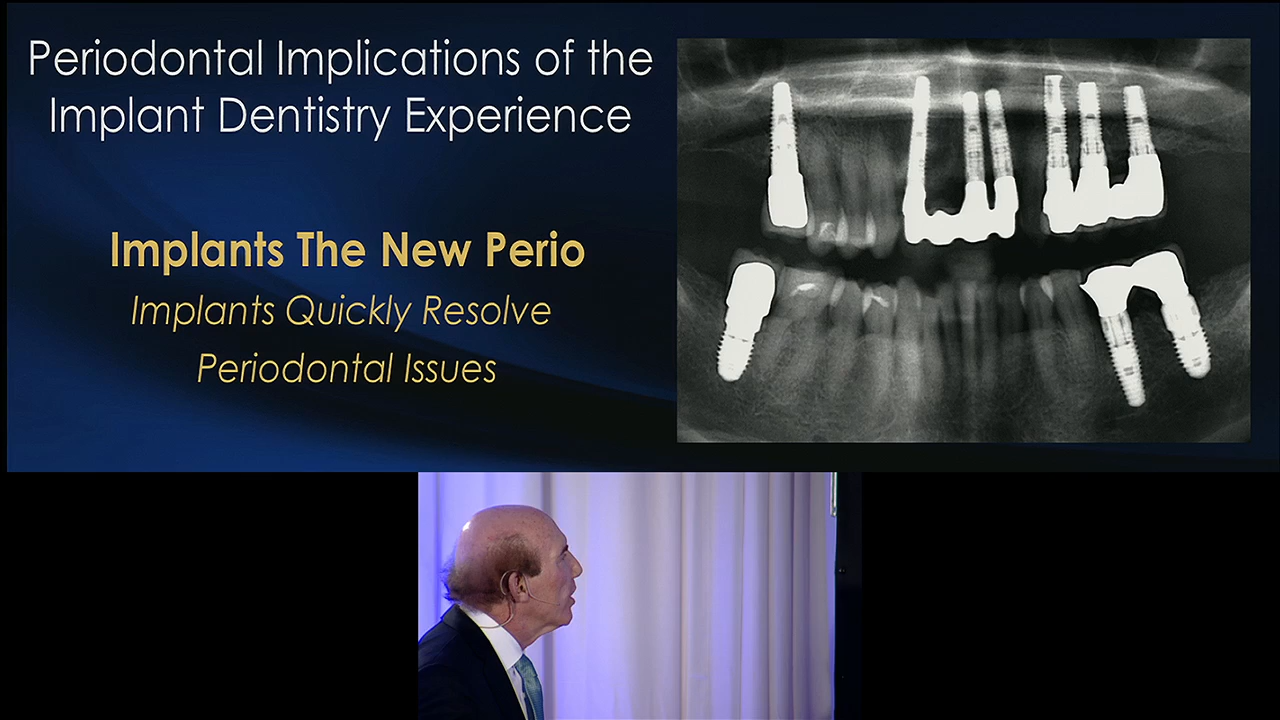 Periodontal Implications of the
Implant Dentistry Experience
Implants The New Perio
Implants Quickly Resolve
Periodontal Issues